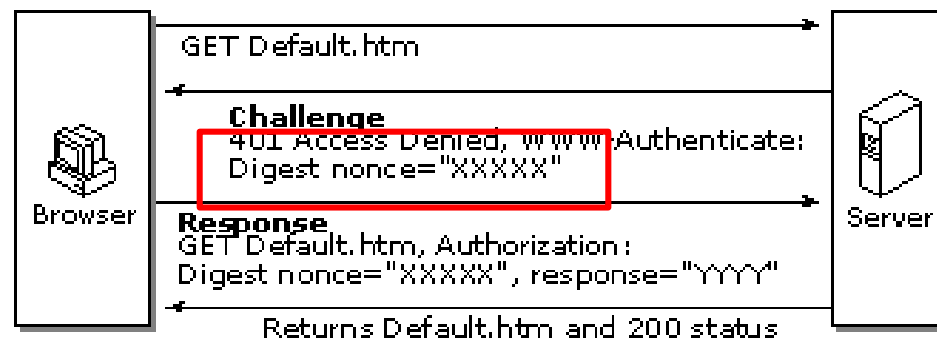 GET Default.htm
Challenge
401 Access Denied, WWW-Authenticate:
Digest nonce="XXXXX"
Browser
Server
Response
GET Default.htm, Authorization:
Digest nonce="XXXXX", response="YYYY"
Returns Default.htm and 200 status